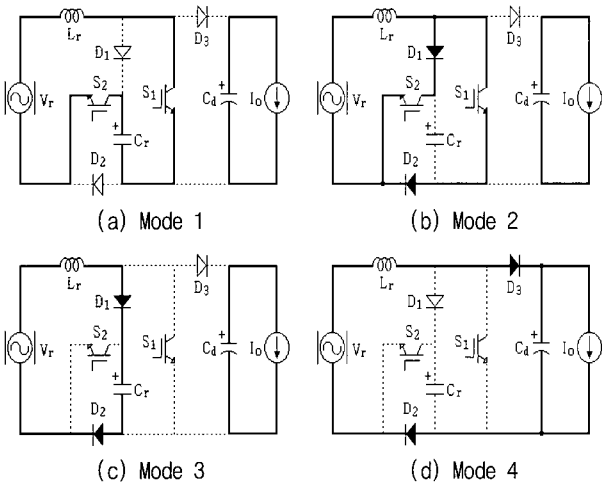 Lr D1 D3
Vr S2 S1 Cd Io
+ Cr
D2
(a) Mode 1
Lr D1 D3
Vr S2 S1 Cd Io
+ Cr
D2
(b) Mode 2
Lr D1 D3
Vr S2 S1 Cd Io
+ Cr
D2
(c) Mode 3
Lr D1 D3
Vr S2 S1 Cd Io
+ Cr
D2
(d) Mode 4